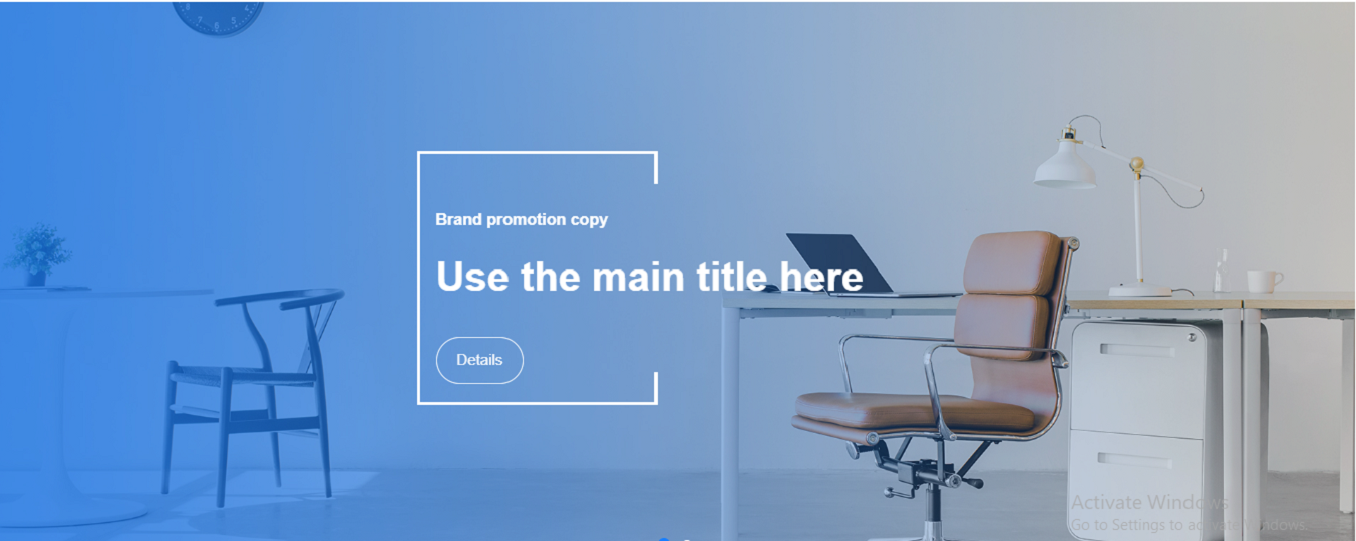 Brand promotion copy
Use the main title here
Details
Activate Windows
Go to Settings to activate Windows.